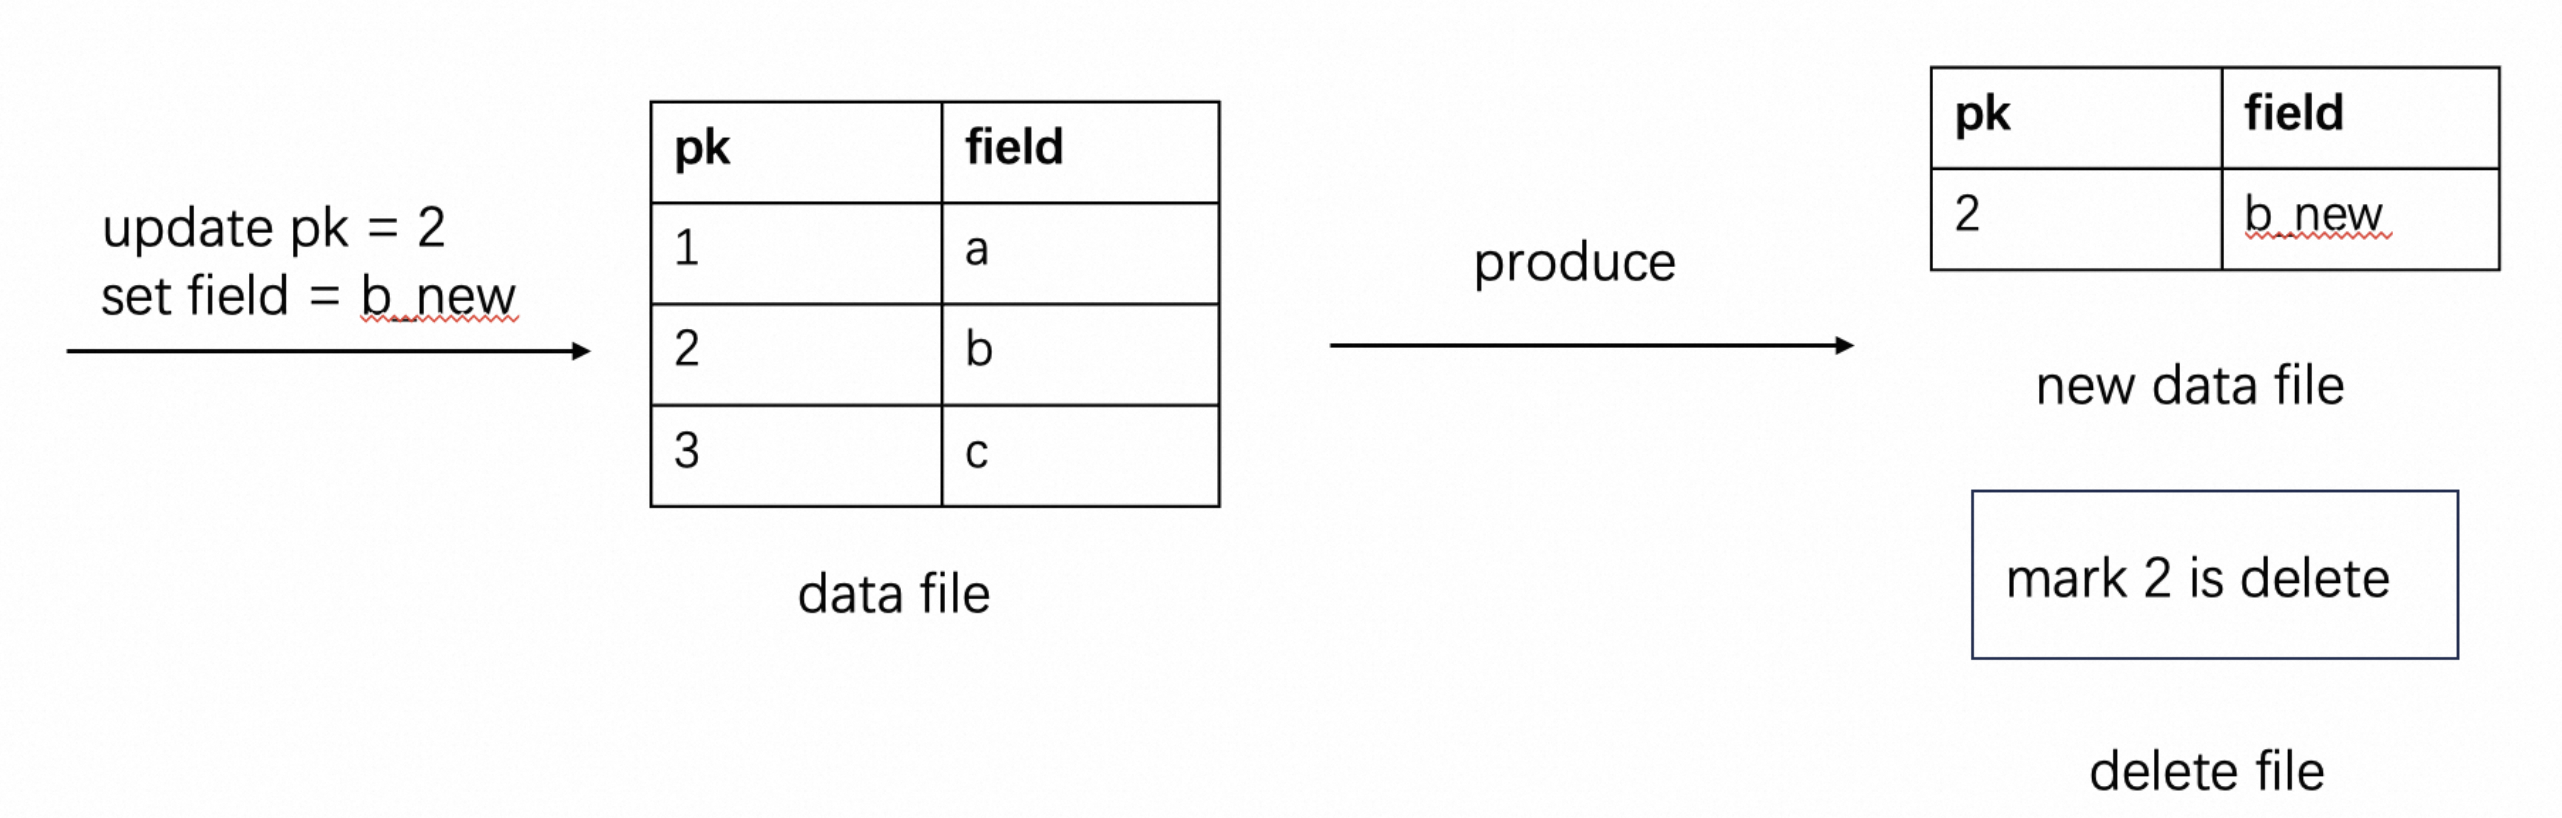 update pk = 2
set field = b_new
pk field
1 a
2 b
3 c
data file
produce
pk field
2 b_new
new data file
mark 2 is delete
delete file